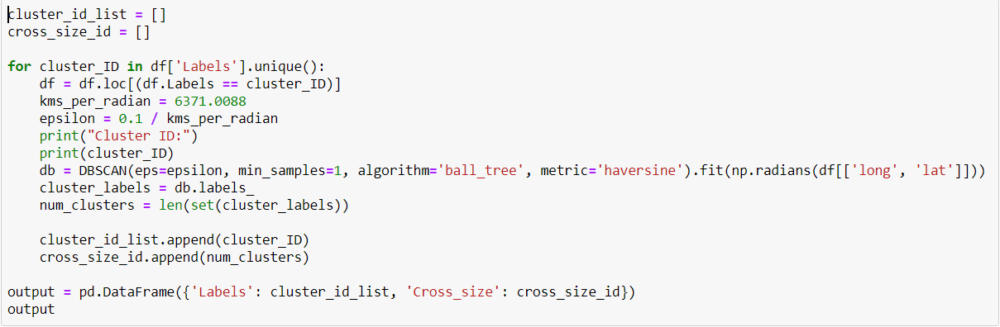 cluster_id_list = []
cross_size_id = []
for cluster_ID in df['Labels'].unique():
    df = df.loc[(df.Labels == cluster_ID)]
    kms_per_radian = 6371.0088
    epsilon = 0.1 / kms_per_radian
    print("Cluster ID:")
    print(cluster_ID)
    db = DBSCAN(eps=epsilon, min_samples=1, algorithm='ball_tree', metric='haversine').fit(np.radians(df[['long', 'lat']]))
    cluster_labels = db.labels_
    num_clusters = len(set(cluster_labels))
    cluster_id_list.append(cluster_ID)
    cross_size_id.append(num_clusters)
output = pd.DataFrame({'Labels': cluster_id_list, 'Cross_size': cross_size_id})
output